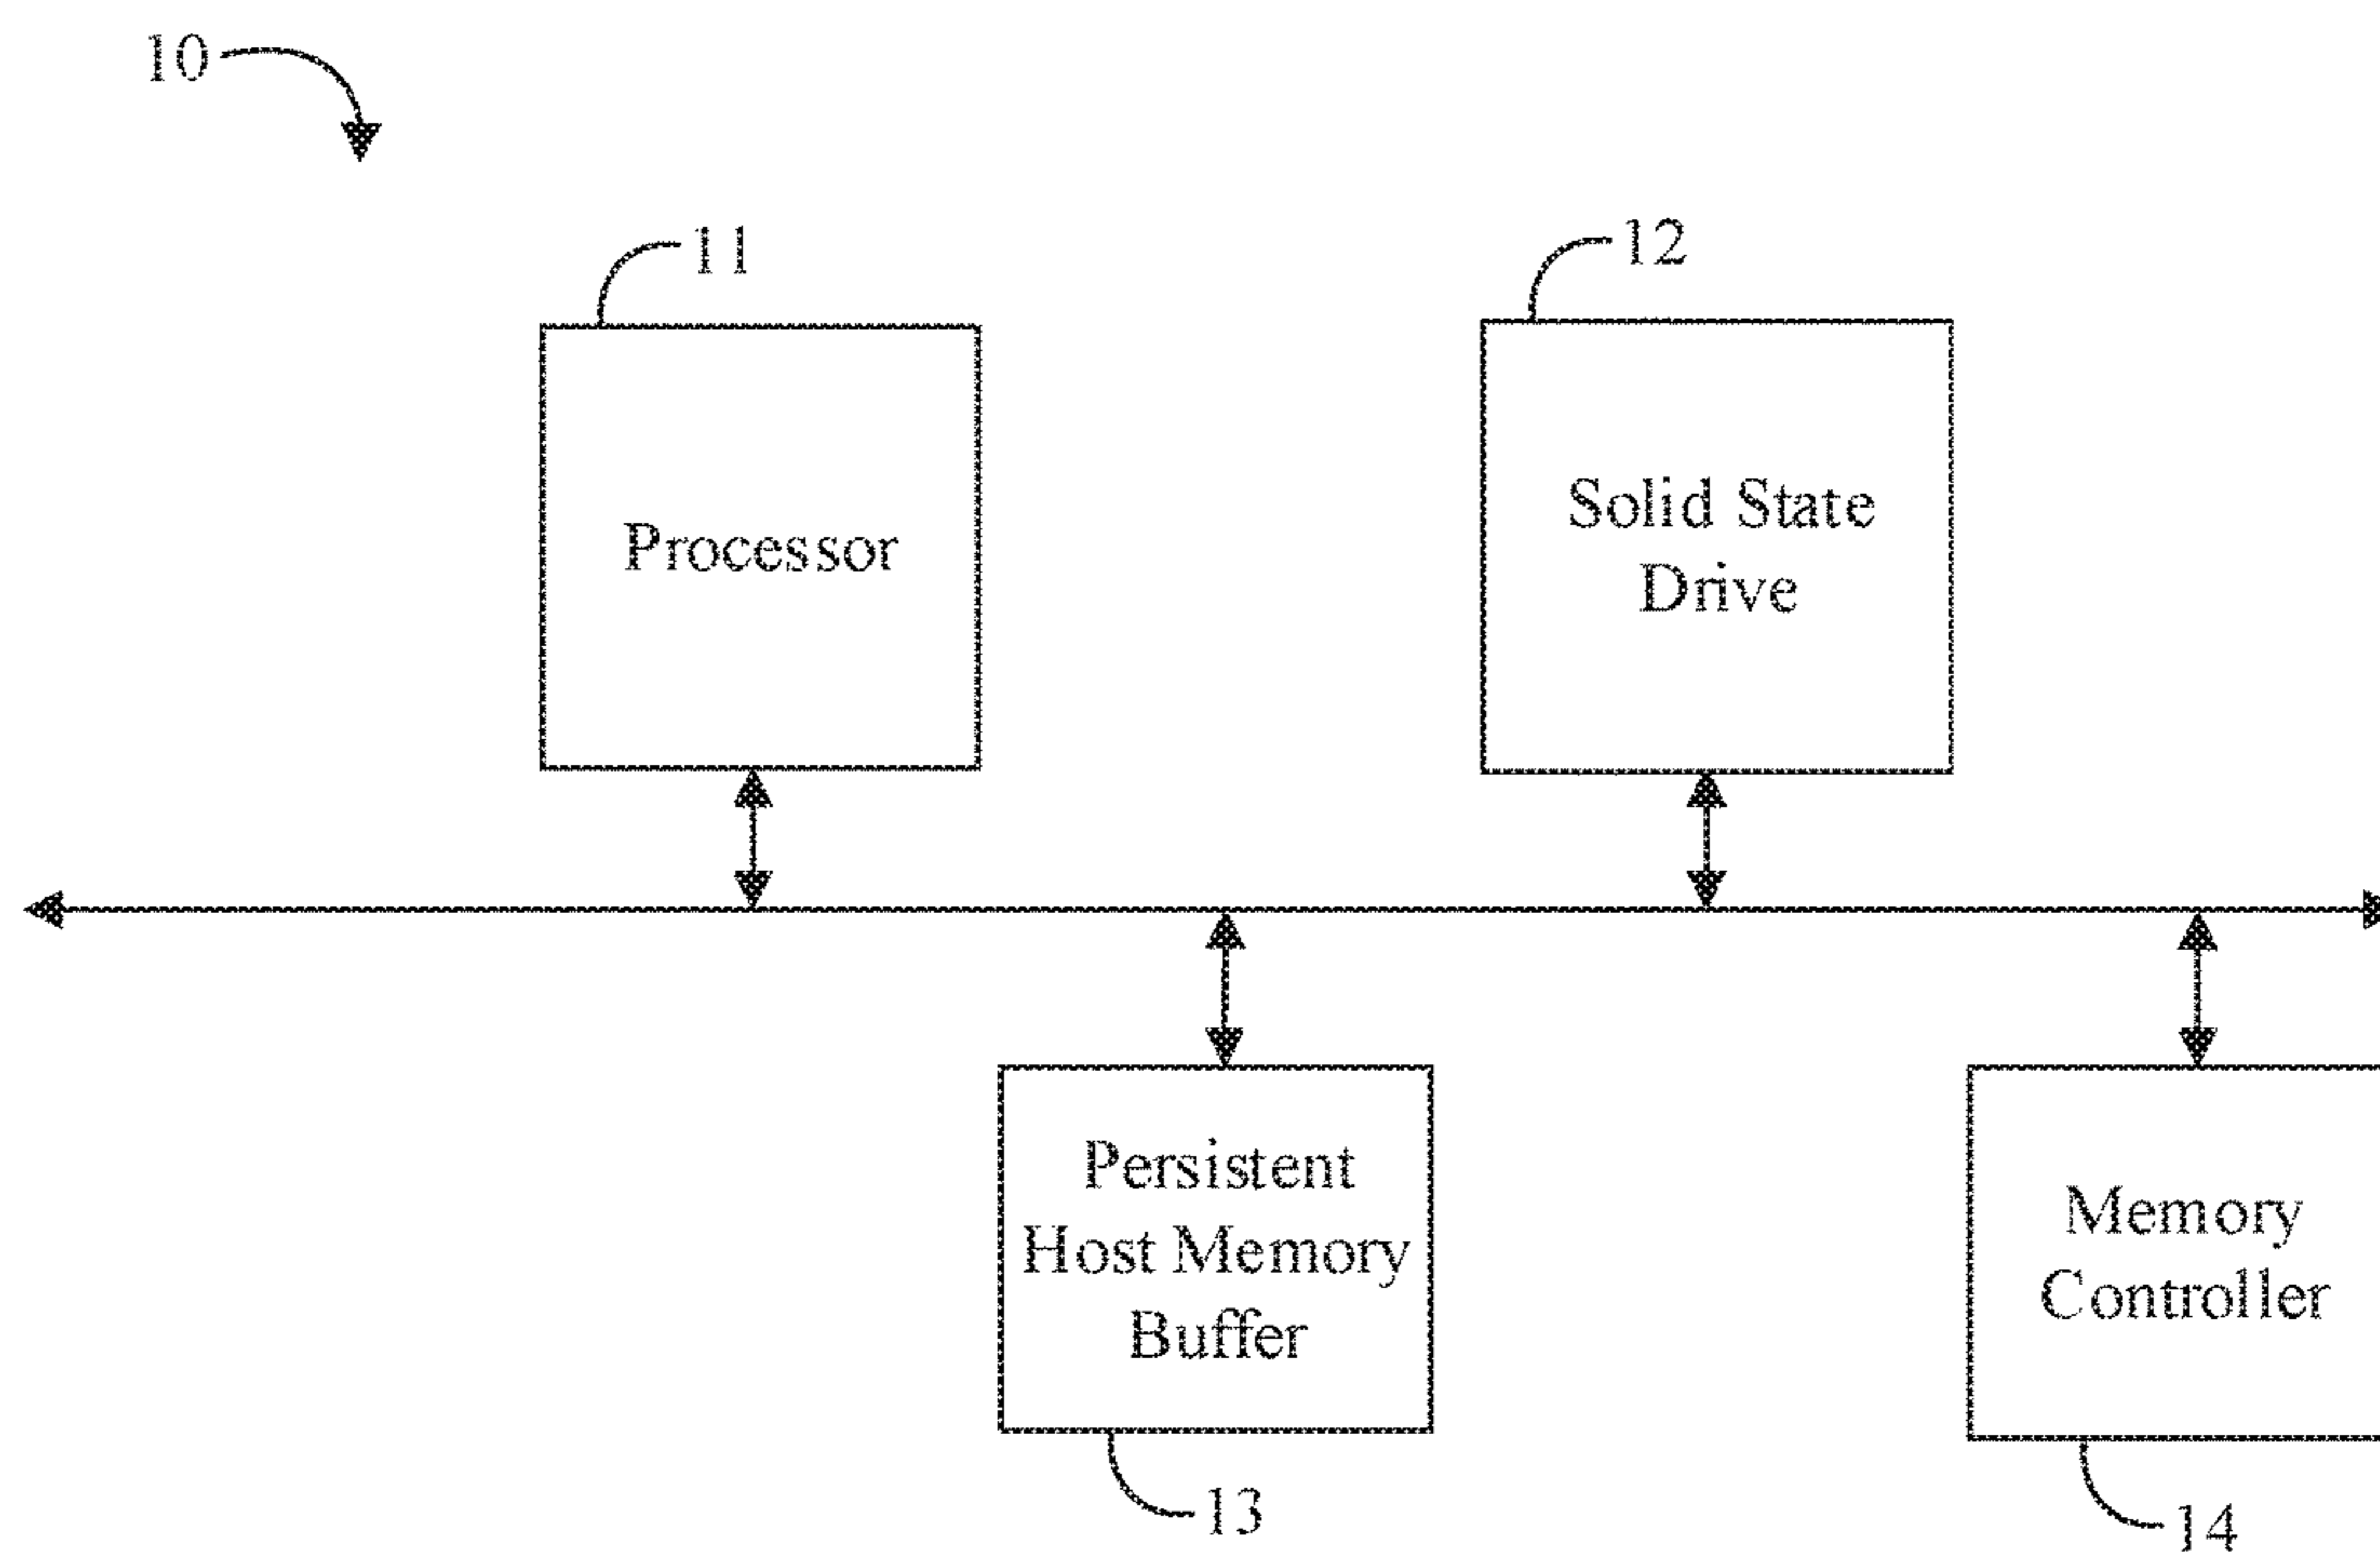 10
11
12
Processor
Solid State
Drive
Persistent
Host Memory
Buffer
Memory
Controller
13
14